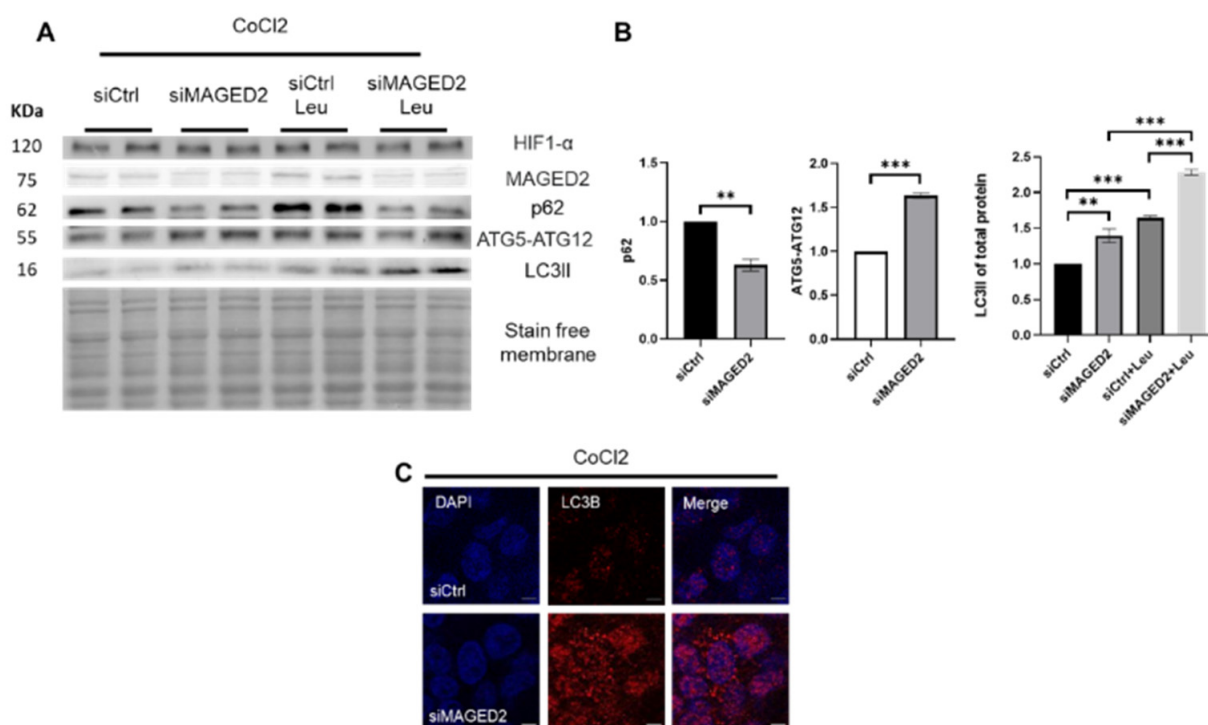 A
CoCl2
siCtrl siMAGED2 siCtrl Leu siMAGED2 Leu
KDa
120 HIF1-α
75 MAGED2
62 p62
55 ATG5-ATG12
16 LC3II
Stain free membrane
B
**
1.5
1.0
0.5
0.0
p62
siCtrl
siMAGED2
***
2.0
1.5
1.0
0.5
0.0
ATG5-ATG12
siCtrl
siMAGED2
***
***
***
**
2.5
2.0
1.5
1.0
0.5
0.0
LC3II of total protein
siCtrl
siMAGED2
siCtrl+Leu
siMAGED2+Leu
C
CoCl2
DAPI LC3B Merge
siCtrl
siMAGED2